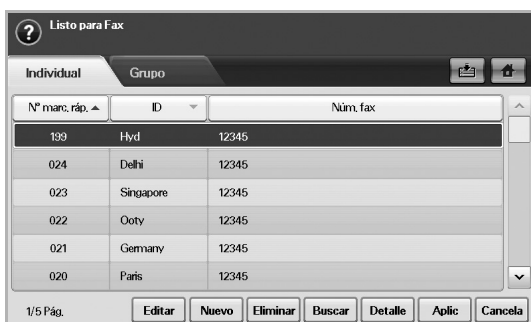 Listo para Fax
Individual Grupo
Nº marc. ráp. ID Núm. fax
199 Hyd 12345
024 Delhi 12345
023 Singapore 12345
022 Ooty 12345
021 Germany 12345
020 Paris 12345
1/5 Pág. Editar Nuevo Eliminar Buscar Detalle Aplic Cancela